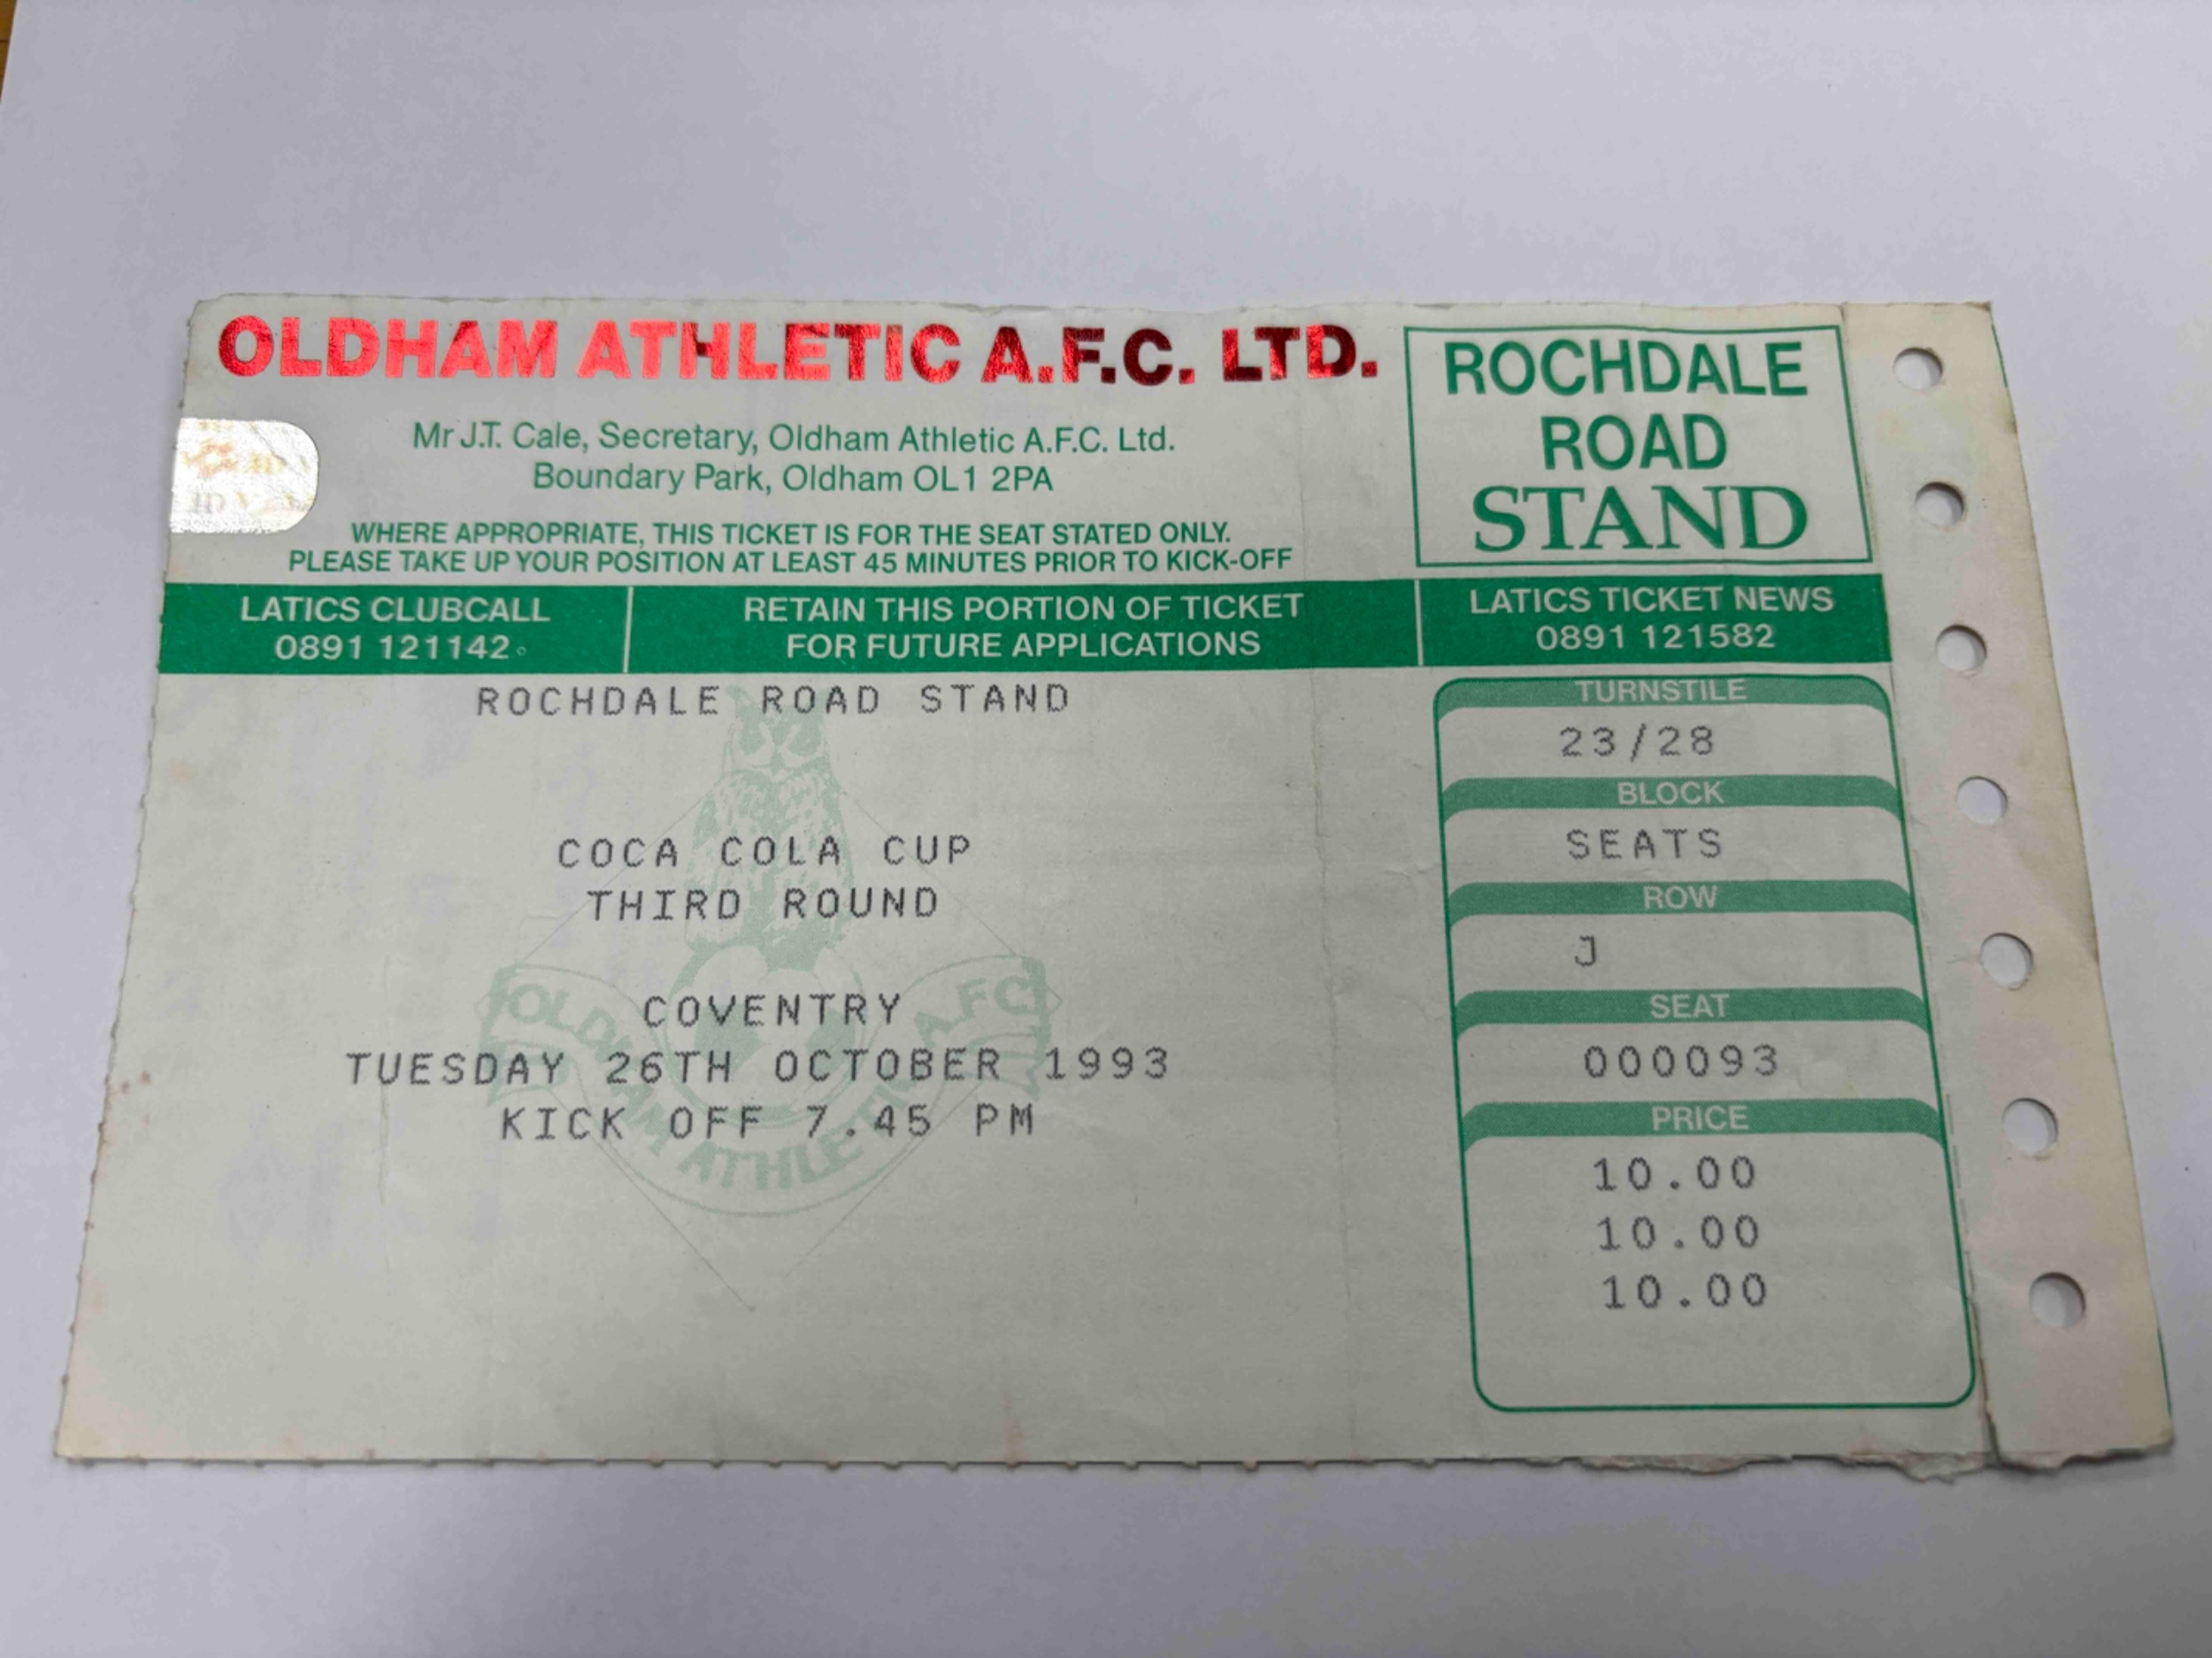 OLDHAM ATHLETIC A.F.C. LTD.
Mr J.T. Cale, Secretary, Oldham Athletic A.F.C. Ltd.
Boundary Park, Oldham OL1 2PA
WHERE APPROPRIATE, THIS TICKET IS FOR THE SEAT STATED ONLY.
PLEASE TAKE UP YOUR POSITION AT LEAST 45 MINUTES PRIOR TO KICK-OFF
ROCHDALE
ROAD
STAND
LATICS CLUBCALL
0891 121142
RETAIN THIS PORTION OF TICKET
FOR FUTURE APPLICATIONS
LATICS TICKET NEWS
0891 121582
ROCHDALE ROAD STAND
COCA COLA CUP
THIRD ROUND
COVENTRY
TUESDAY 26TH OCTOBER 1993
KICK OFF 7.45 PM
OLDHAM ATHLETIC A.F.C
TURNSTILE
23/28
BLOCK
SEATS
ROW
J
SEAT
000093
PRICE
10.00
10.00
10.00